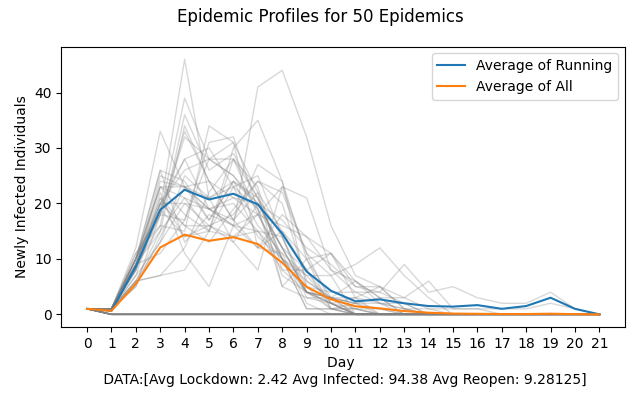 Epidemic Profiles for 50 Epidemics
Average of Running
Average of All
Newly Infected Individuals
40
30
20
10
0
0 1 2 3 4 5 6 7 8 9 10 11 12 13 14 15 16 17 18 19 20 21
Day
DATA:[Avg Lockdown: 2.42 Avg Infected: 94.38 Avg Reopen: 9.28125]